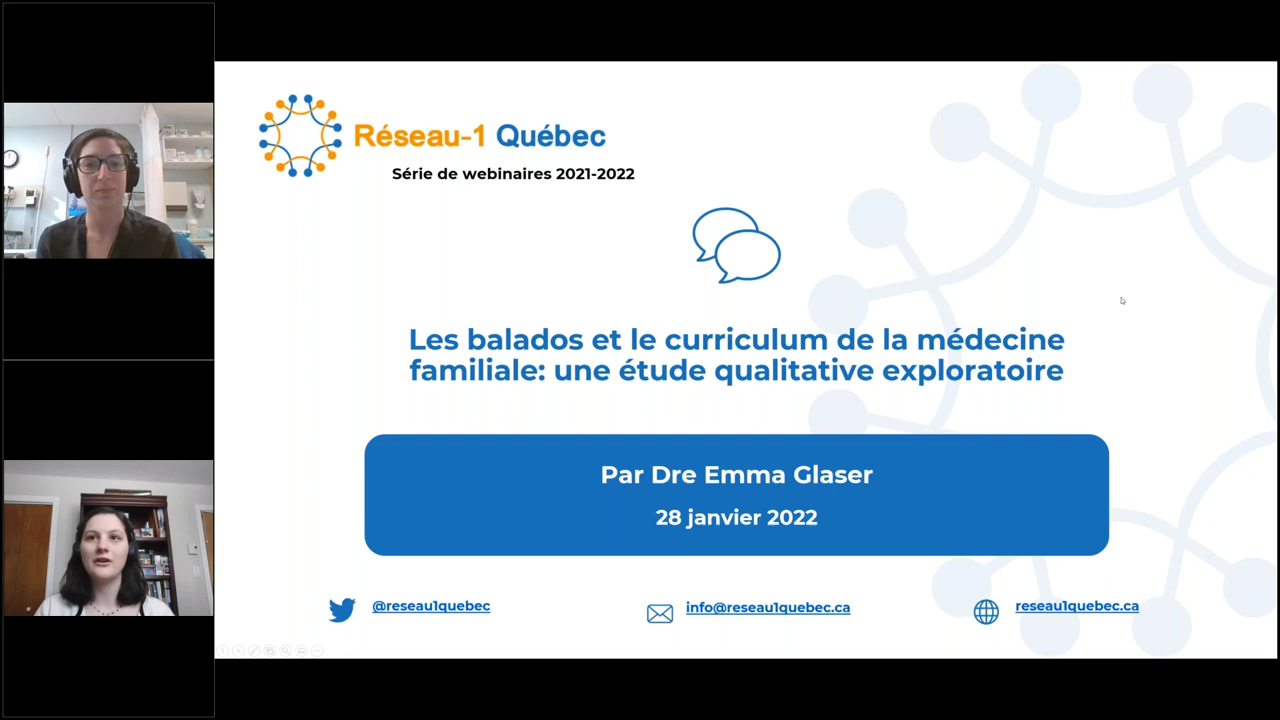 Réseau-1 Québec
Série de webinaires 2021-2022
Les balados et le curriculum de la médecine
familiale: une étude qualitative exploratoire
Par Dre Emma Glaser
28 janvier 2022
@reseau1quebec
info@reseau1quebec.ca
reseau1quebec.ca